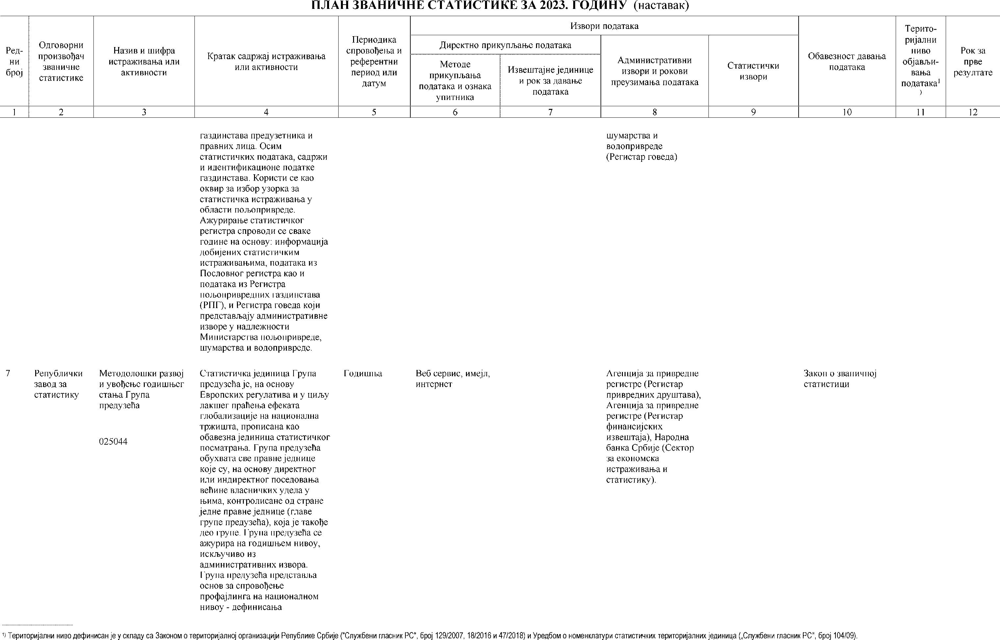 ПЛАН ЗВАНИЧНЕ СТАТИСТИКЕ ЗА 2023. ГОДИНУ (наставак)
Ред-
ни
број
Одговорни
произвођач
званичне
статистике
Назив и шифра
истраживања или
активности
Кратак садржај истраживања
или активности
Периодика
спровођења и
референтни
период или
датум
Извори података
Директно прикупљање података
Методе
прикупљања
података и ознака
упитника
Извештајне јединице
и рок за давање
података
Административни
извори и рокови
преузимања података
Статистички
извори
Обавезност давања
података
Терито-
ријални
ниво
објављи-
вања
података¹
)
Рок за
прве
резултате
1 2 3 4 5 6 7 8 9 10 11 12
газдинстава предузетника и
правних лица. Осим
статистичких података, садржи
и идентификационе податке
газдинстава. Користи се као
оквир за избор узорка за
статистичка истраживања у
области пољопривреде.
Ажурирање статистичког
регистра спроводи се сваке
године на основу: информација
добијених статистичким
истраживањима, података из
Пословног регистра као и
података из Регистра
пољопривредних газдинстава
(РПГ), и Регистра говеда који
представљају административне
изворе у надлежности
Министарства пољопривреде,
шумарства и водопривреде.
шумарства и
водопривреде
(Регистар говеда)
7
Републички
завод за
статистику
Методолошки развој
и увођење годишњег
стања Група
предузећа
025044
Статистичка јединица Група
предузећа је, на основу
Европских регулатива и у циљу
лакшег праћења ефеката
глобализације на национална
тржишта, прописана као
обавезна јединица статистичког
посматрања. Група предузећа
обухвата све правне једнице
које су, на основу директног
или индиректног поседовања
већине власничких удела у
њима, контролисане од стране
једне правне једнице (главе
групе предузећа), која је такође
део групе. Група предузећа се
ажурира на годишњем нивоу,
искључиво из
административних извора.
Група предузећа представља
основ за спровођење
профајлинга на националном
нивоу - дефинисања
Годишња
Веб сервис, имејл,
интернет
Агенција за привредне
регистре (Регистар
привредних друштава),
Агенција за привредне
регистре (Регистар
финансијских
извештаја), Народна
банка Србије (Сектор
за економска
истраживања и
статистику).
Закон о званичној
статистици
¹⁾ Територијални ниво дефинисан је у складу са Законом о територијалној организацији Републике Србије ("Службени гласник РС", број 129/2007, 18/2016 и 47/2018) и Уредбом о номенклатури статистичких територијалних јединица („Службени гласник РС", број 104/09).